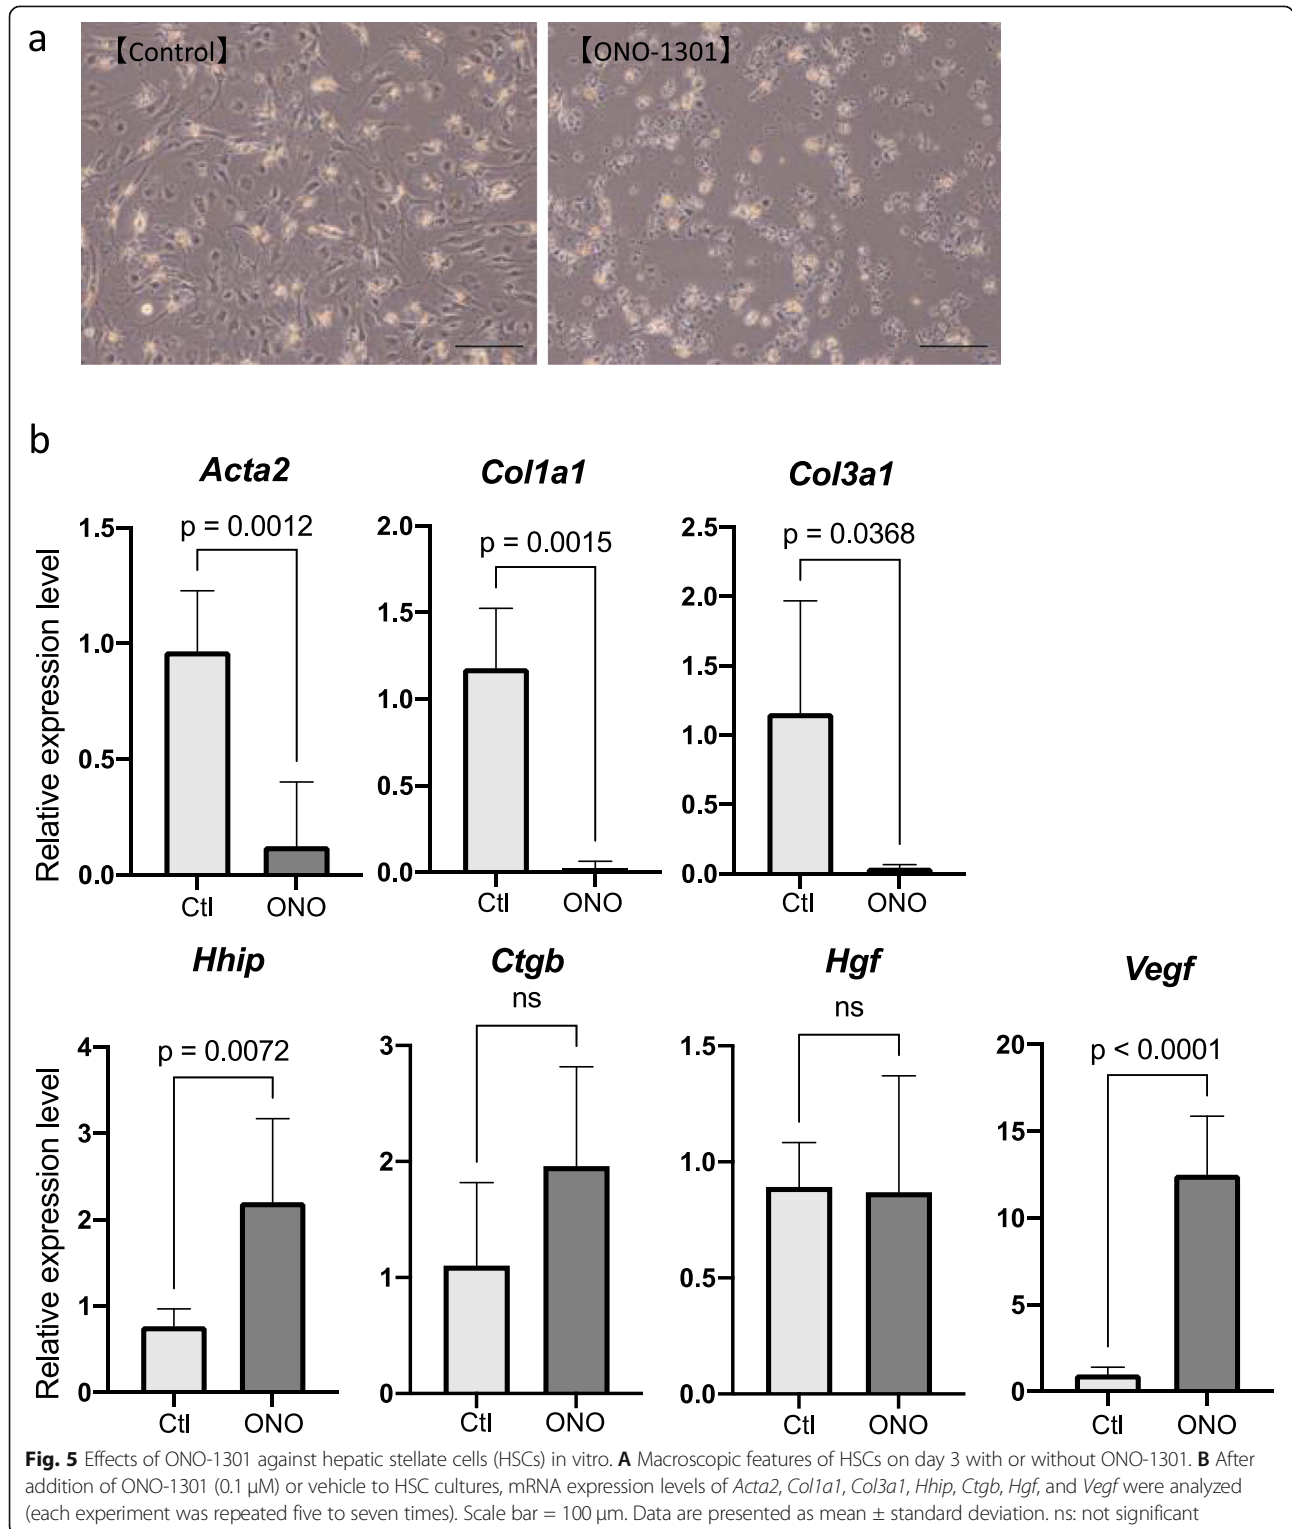 a
【Control】
【ONO-1301】
b
Acta2
Relative expression level
1.5
1.0
0.5
0.0
p = 0.0012
Ctl
ONO
Col1a1
2.0
1.5
1.0
0.5
0.0
p = 0.0015
Ctl
ONO
Col3a1
2.5
2.0
1.5
1.0
0.5
0.0
p = 0.0368
Ctl
ONO
Hhip
Relative expression level
4
3
2
1
0
p = 0.0072
Ctl
ONO
Ctgb
ns
3
2
1
0
Ctl
ONO
Hgf
ns
1.5
1.0
0.5
0.0
Ctl
ONO
Vegf
20
15
10
5
0
p < 0.0001
Ctl
ONO
Fig. 5 Effects of ONO-1301 against hepatic stellate cells (HSCs) in vitro. A Macroscopic features of HSCs on day 3 with or without ONO-1301. B After
addition of ONO-1301 (0.1 μM) or vehicle to HSC cultures, mRNA expression levels of Acta2, Col1a1, Col3a1, Hhip, Ctgb, Hgf, and Vegf were analyzed
(each experiment was repeated five to seven times). Scale bar = 100 μm. Data are presented as mean ± standard deviation. ns: not significant